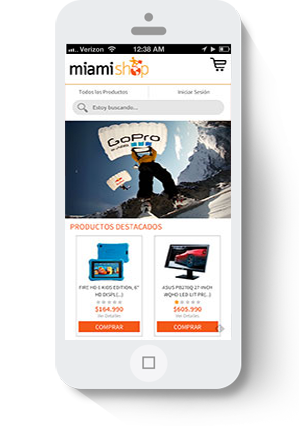 Verizon 12:38 AM
miamishop
Todos los Productos Iniciar Sesión
Estoy buscando...
GoPro
PRODUCTOS DESTACADOS
FIRE HD 6 KIDS EDITION, 6"
HD DISPL[...]
$164.990
Ver Detalles
COMPRAR
ASUS PB278Q 27-INCH
WQHD LED-LIT PR[...]
$605.990
Ver Detalles
COMPRAR